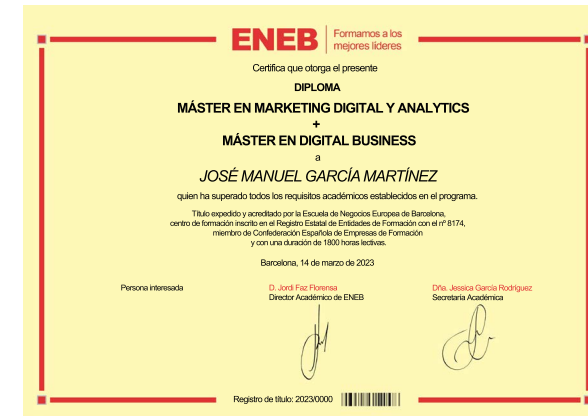 ENEB
Formamos a los
mejores líderes
Certifica que otorga el presente
DIPLOMA
MÁSTER EN MARKETING DIGITAL Y ANALYTICS
+
MÁSTER EN DIGITAL BUSINESS
a
JOSÉ MANUEL GARCÍA MARTÍNEZ
quien ha superado todos los requisitos académicos establecidos en el programa.
Título expedido y acreditado por la Escuela de Negocios Europea de Barcelona,
centro de formación inscrito en el Registro Estatal de Entidades de Formación con el nº 8174,
miembro de Confederación Española de Empresas de Formación
y con una duración de 1800 horas lectivas.
Barcelona, 14 de marzo de 2023
Persona interesada
D. Jordi Faz Florensa
Director Académico de ENEB
Dña. Jessica García Rodríguez
Secretaria Académica
Registro de título: 2023/0000